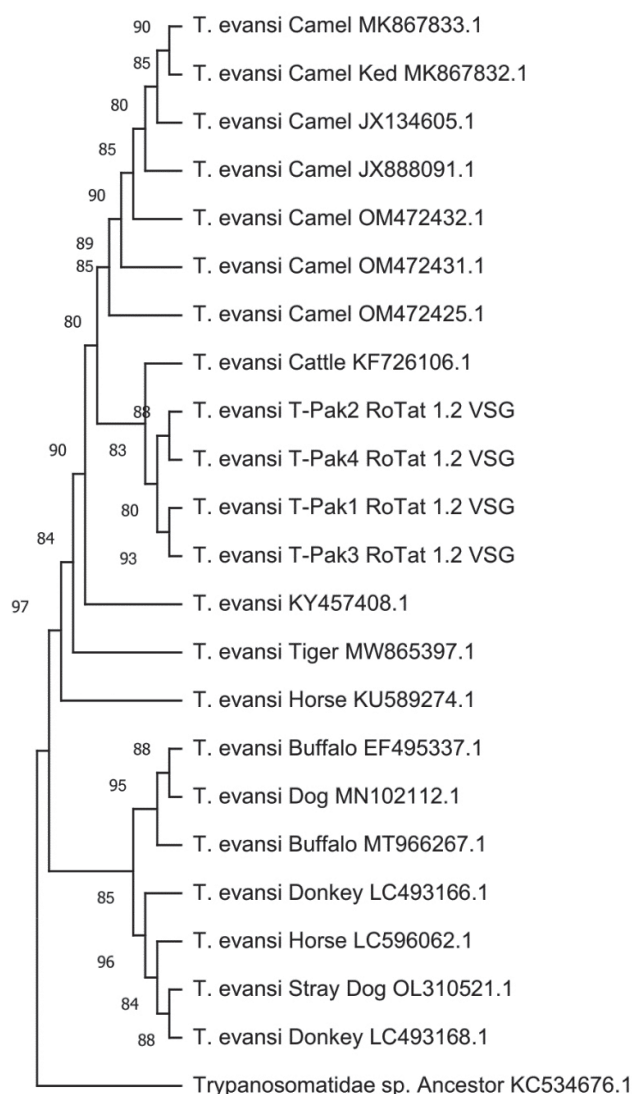 90 T. evansi Camel MK867833.1
85 T. evansi Camel Ked MK867832.1
80 T. evansi Camel JX134605.1
85 T. evansi Camel JX888091.1
90 T. evansi Camel OM472432.1
89
85 T. evansi Camel OM472431.1
80 T. evansi Camel OM472425.1
T. evansi Cattle KF726106.1
88 T. evansi T-Pak2 RoTat 1.2 VSG
90 83 T. evansi T-Pak4 RoTat 1.2 VSG
80 T. evansi T-Pak1 RoTat 1.2 VSG
84
93 T. evansi T-Pak3 RoTat 1.2 VSG
97 T. evansi KY457408.1
T. evansi Tiger MW865397.1
T. evansi Horse KU589274.1
88 T. evansi Buffalo EF495337.1
95 T. evansi Dog MN102112.1
T. evansi Buffalo MT966267.1
85 T. evansi Donkey LC493166.1
T. evansi Horse LC596062.1
96
84 T. evansi Stray Dog OL310521.1
88 T. evansi Donkey LC493168.1
Trypanosomatidae sp. Ancestor KC534676.1